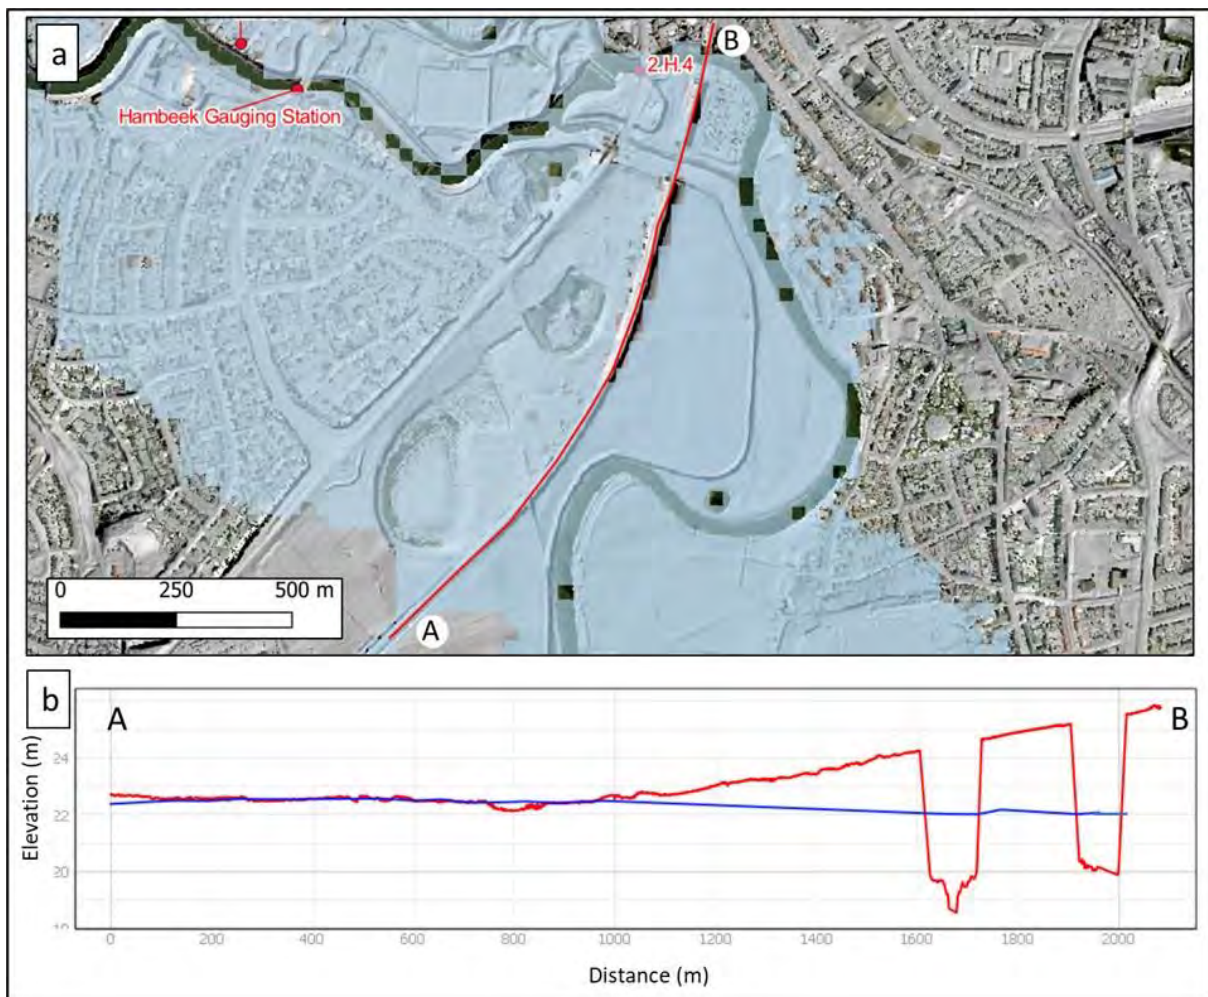 a
B
2.H.4
Hambeek Gauging Station
0 250 500 m
A
b
A
B
Elevation (m)
24
22
20
0 200 400 600 800 1000 1200 1400 1600 1800 2000
Distance (m)